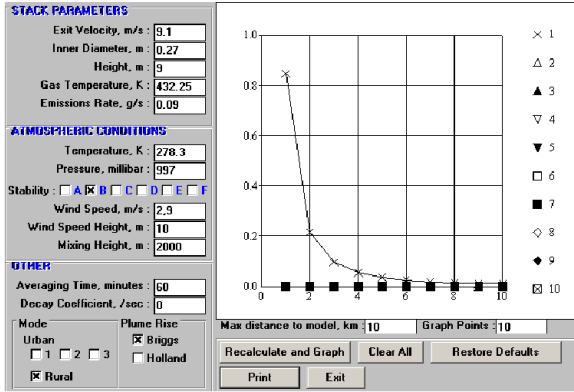 STACK PARAMETERS
Exit Velocity, m/s : 9.1
Inner Diameter, m : 0.27
Height, m : 9
Gas Temperature, K : 432.25
Emissions Rate, g/s : 0.09
ATMOSPHERIC CONDITIONS
Temperature, K : 278.3
Pressure, millibar : 997
Stability : A B C D E F
Wind Speed, m/s : 2.9
Wind Speed Height, m : 10
Mixing Height, m : 2000
OTHER
Averaging Time, minutes : 60
Decay Coefficient, /sec : 0
Mode
Urban
1 2 3
Rural
Plume Rise
Briggs
Holland
1.0
0.8
0.6
0.4
0.2
0.0
0 2 4 6 8 10
1
2
3
4
5
6
7
8
9
10
Max distance to model, km : 10 Graph Points : 10
Recalculate and Graph Clear All Restore Defaults
Print Exit